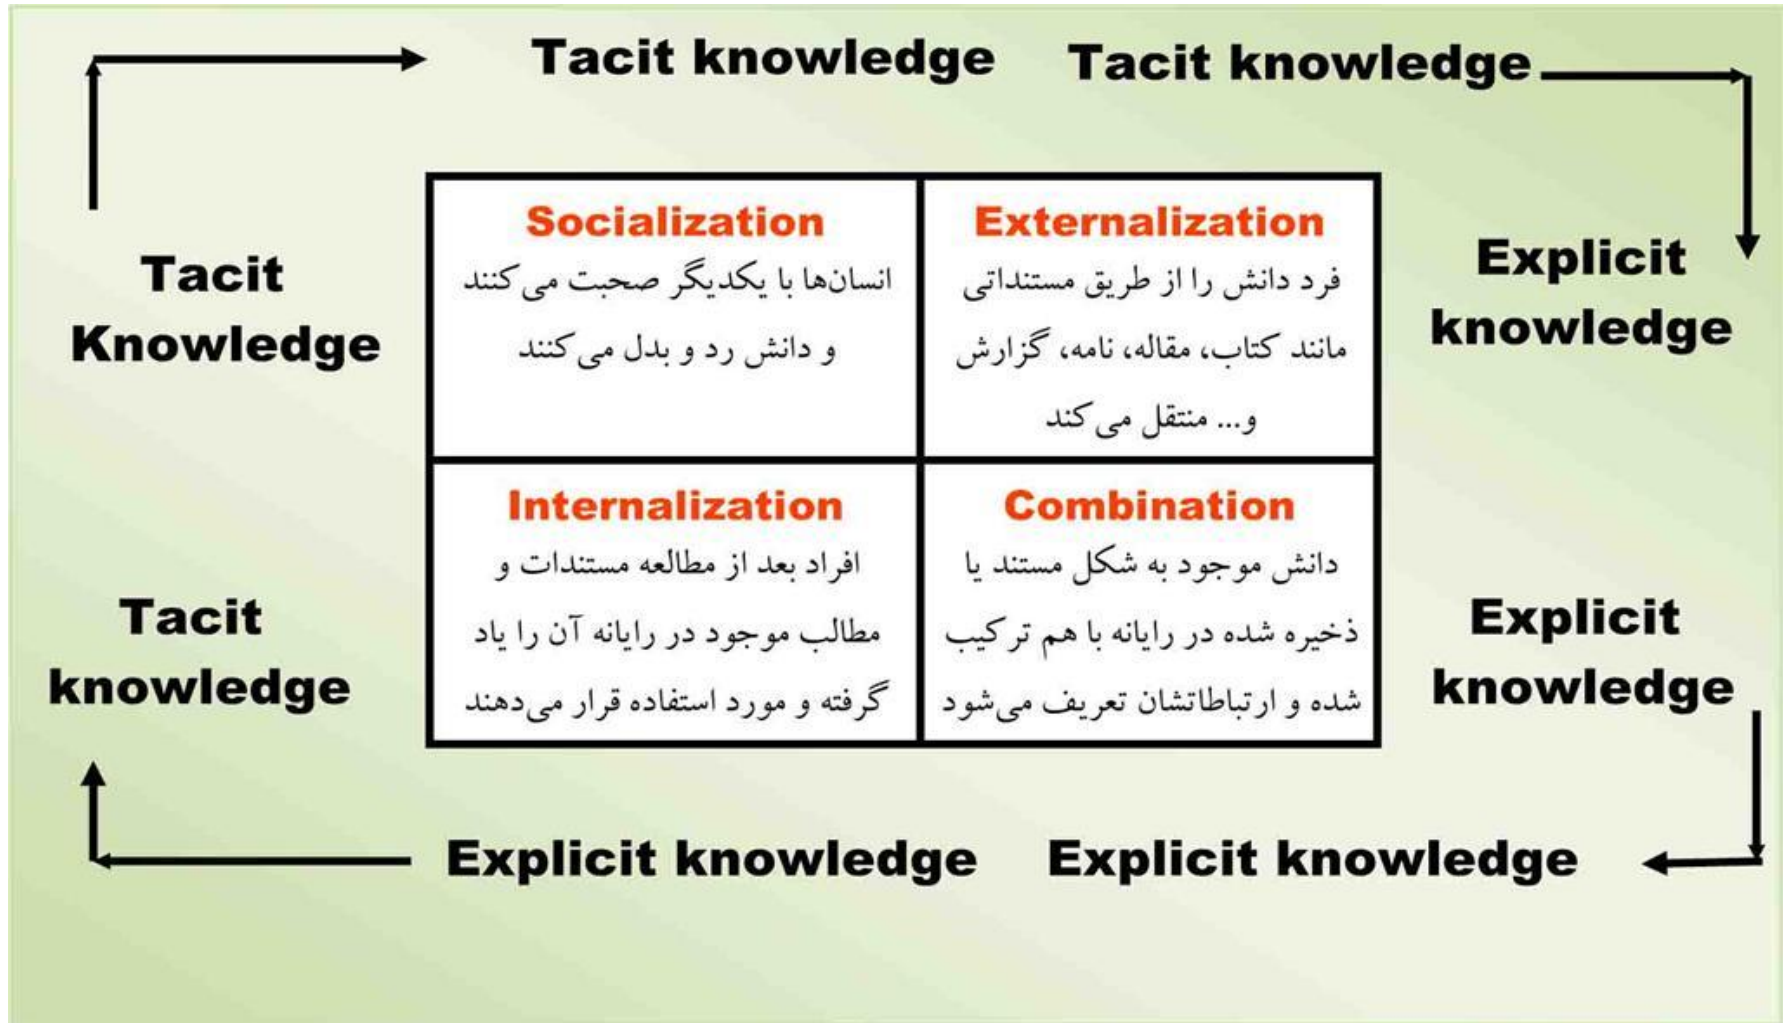 Tacit knowledge
Tacit knowledge
Tacit
Knowledge
Socialization
انسان‌ها با یکدیگر صحبت می‌کنند
و دانش رد و بدل می‌کنند
Externalization
فرد دانش را از طریق مستنداتی
مانند کتاب، مقاله، نامه، گزارش
و... منتقل می‌کند
Explicit
knowledge
Tacit
knowledge
Internalization
افراد بعد از مطالعه مستندات و
مطالب موجود در رایانه آن را یاد
گرفته و مورد استفاده قرار می‌دهند
Combination
دانش موجود به شکل مستند یا
ذخیره شده در رایانه با هم ترکیب
شده و ارتباطاتشان تعریف می‌شود
Explicit
knowledge
Explicit knowledge
Explicit knowledge